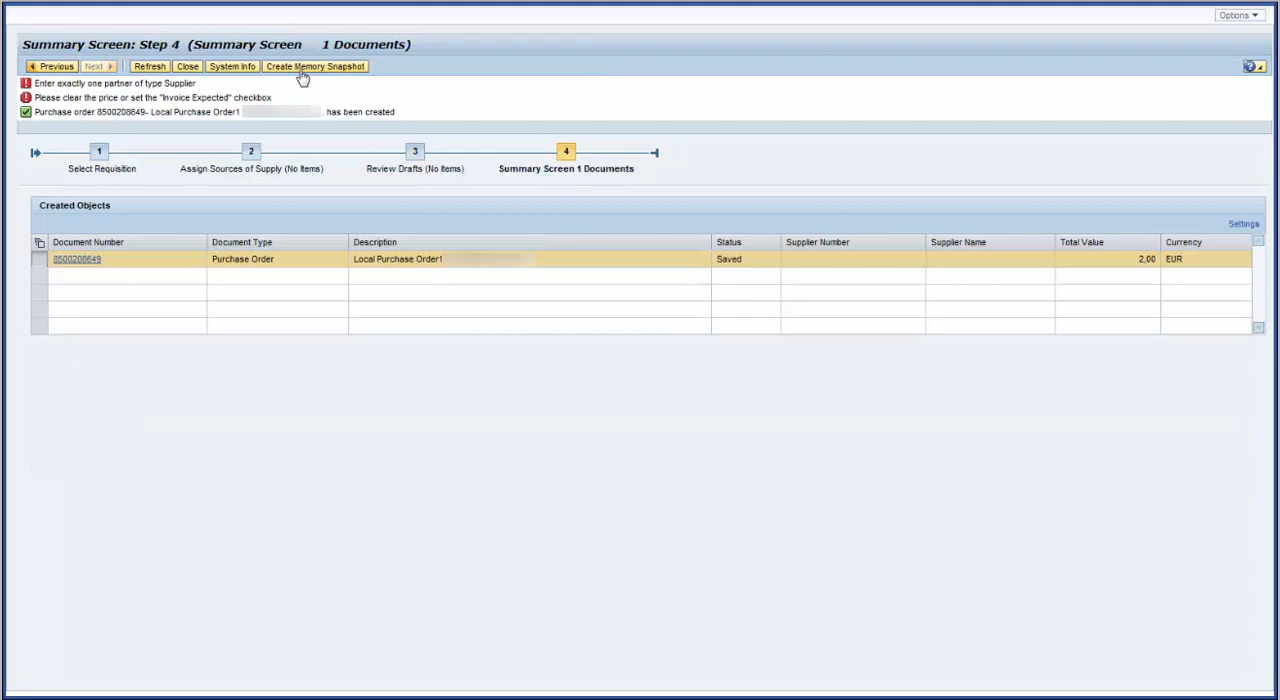 Options
Summary Screen: Step 4 (Summary Screen 1 Documents)
Previous Next Refresh Close System Info Create Memory Snapshot
Enter exactly one partner of type Supplier
Please clear the price or set the "Invoice Expected" checkbox
Purchase order 8500208649- Local Purchase Order1 . has been created
1 2 3 4
Select Requisition Assign Sources of Supply (No Items) Review Drafts (No Items) Summary Screen 1 Documents
Created Objects
Settings
Document Number Document Type Description Status Supplier Number Supplier Name Total Value Currency
8500208649 Purchase Order Local Purchase Order1 Saved 2,00 EUR